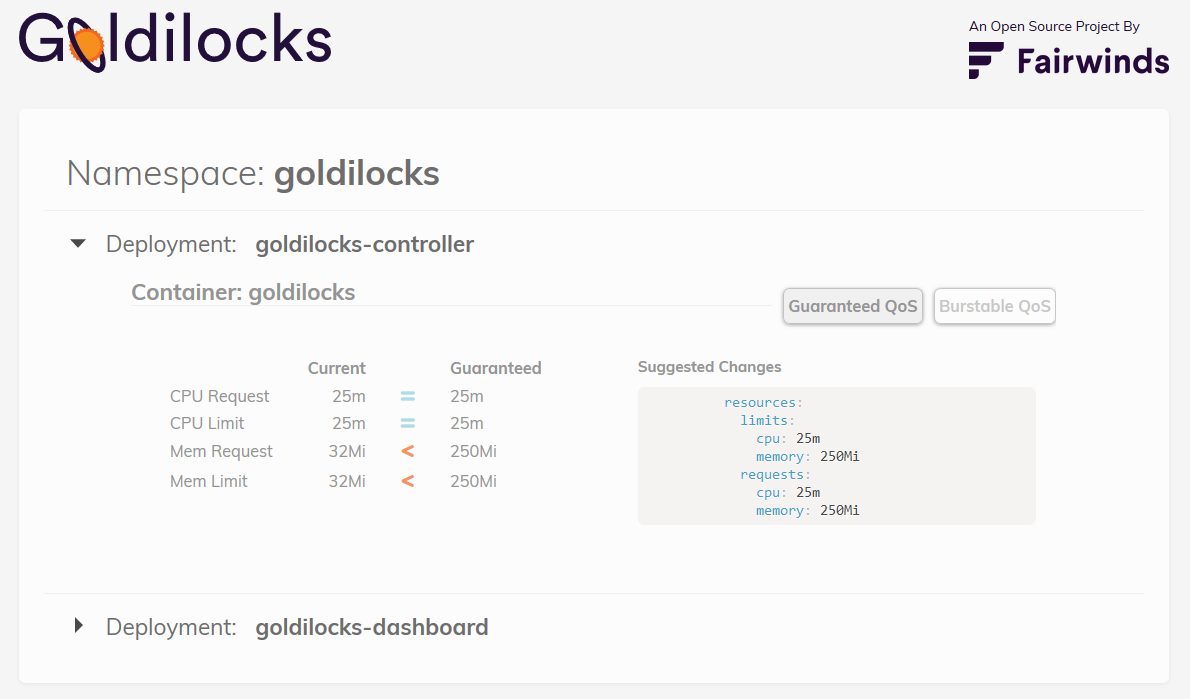 Goldilocks
An Open Source Project By
Fairwinds
Namespace: goldilocks
Deployment: goldilocks-controller
Container: goldilocks
Guaranteed QoS
Burstable QoS
Current Guaranteed
CPU Request 25m = 25m
CPU Limit 25m = 25m
Mem Request 32Mi < 250Mi
Mem Limit 32Mi < 250Mi
Suggested Changes
resources:
limits:
cpu: 25m
memory: 250Mi
requests:
cpu: 25m
memory: 250Mi
Deployment: goldilocks-dashboard